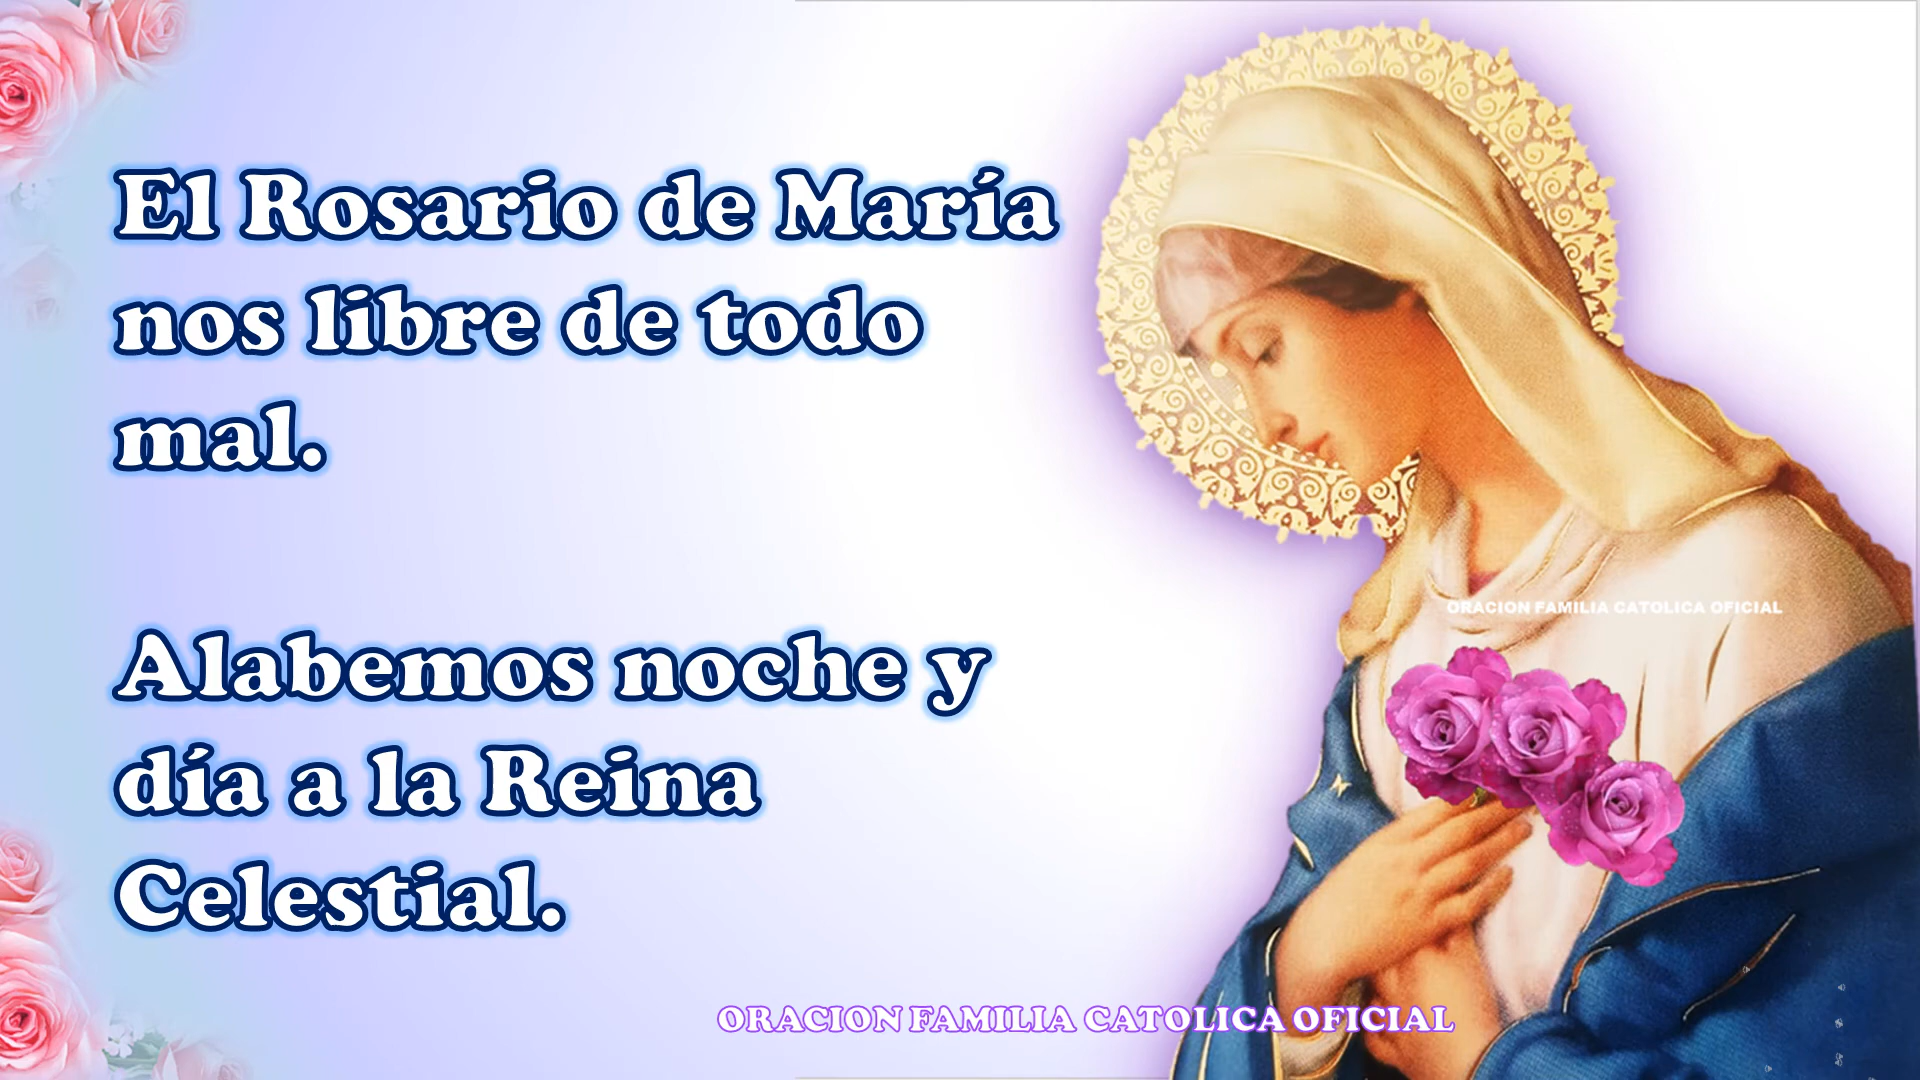 El Rosario de María
nos libre de todo
mal.
Alabemos noche y
día a la Reina
Celestial.
ORACION FAMILIA CATOLICA OFICIAL
ORACION FAMILIA CATOLICA OFICIAL